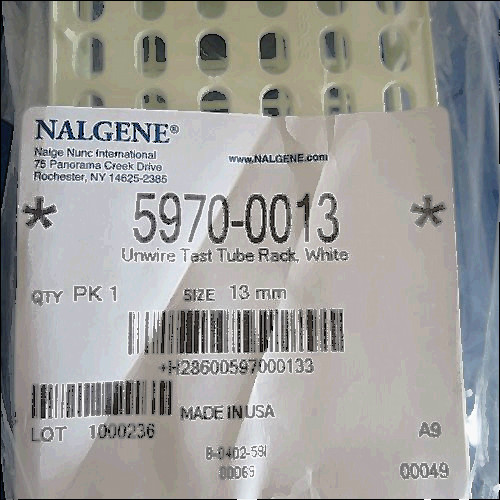 NALGENE®
Nalge Nunc International
75 Panorama Creek Drive
Rochester, NY 14625-2385
www.NALGENE.com
* 5970-0013 *
Unwire Test Tube Rack, White
QTY PK 1 SIZE 13 mm
+H28600597000133
MADE IN USA
LOT 1000236
A9
00049